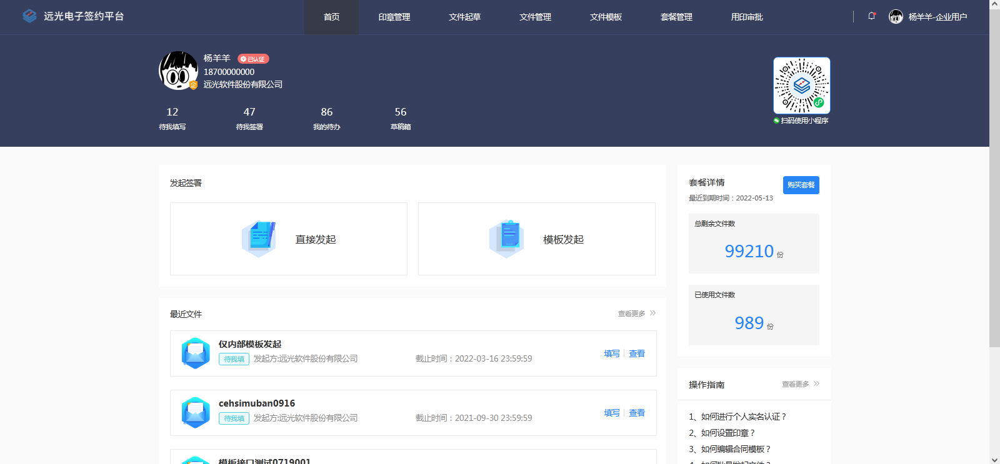 远光电子签约平台
首页
印章管理
文件起草
文件管理
文件模板
套餐管理
用印审批
杨羊羊-企业用户
杨羊羊
已认证
18700000000
企
远光软件股份有限公司
12
47
86
56
待我填写
待我签署
我的待办
草稿箱
扫码使用小程序
发起签署
直接发起
模板发起
最近文件
查看更多
仅内部模板发起
待我填
发起方:远光软件股份有限公司
截止时间：2022-03-16 23:59:59
填写
查看
cehsimuban0916
待我填
发起方:远光软件股份有限公司
截止时间：2021-09-30 23:59:59
填写
查看
模板接口测试0719001
套餐详情
购买套餐
最近到期时间：2022-05-13
总剩余文件数
99210 份
已使用文件数
989 份
操作指南
查看更多
1、如何进行个人实名认证？
2、如何设置印章？
3、如何编辑合同模板？
4、如何批量发起文件？